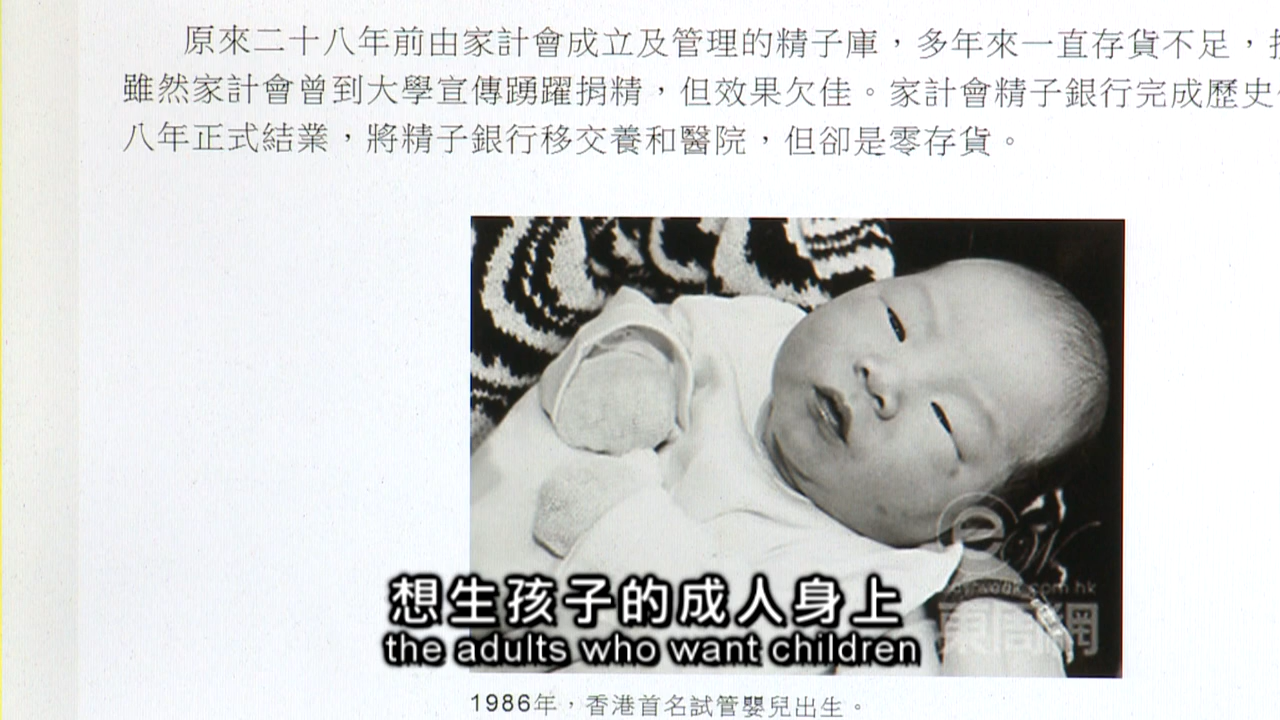 原來二十八年前由家計會成立及管理的精子庫，多年來一直存貨不足，
雖然家計會曾到大學宣傳踴躍捐精，但效果欠佳。家計會精子銀行完成歷史
八年正式結業，將精子銀行移交養和醫院，但卻是零存貨。
eastweek.com.hk
東周網
想生孩子的成人身上
the adults who want children
1986年，香港首名試管嬰兒出生。